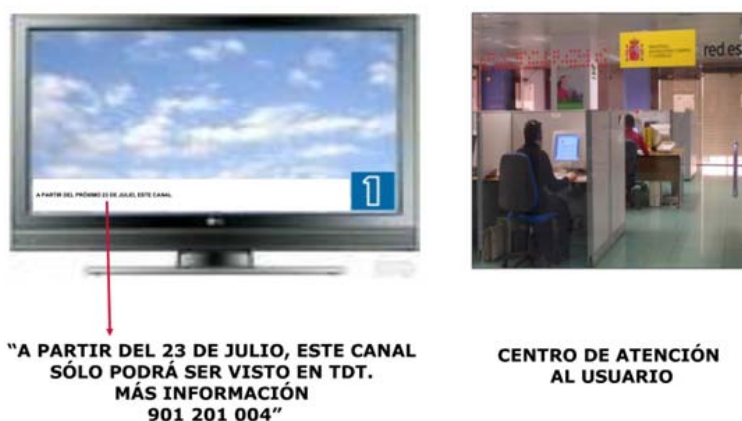 A PARTIR DEL PRÓXIMO 23 DE JULIO, ESTE CANAL
1
red.es
"A PARTIR DEL 23 DE JULIO, ESTE CANAL
SÓLO PODRÁ SER VISTO EN TDT.
MÁS INFORMACIÓN
901 201 004"
CENTRO DE ATENCIÓN
AL USUARIO